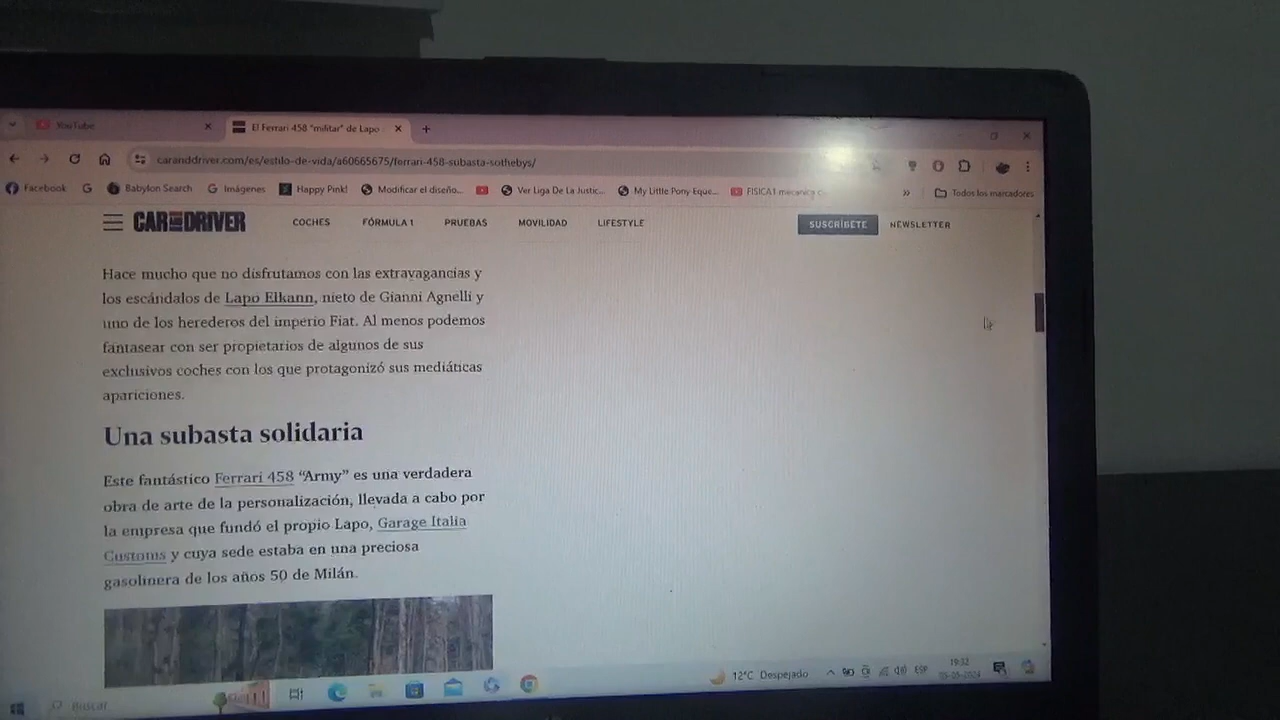 YouTube
El Ferrari 458 "militar" de Lapo
caranddriver.com/es/estilo-de-vida/a60665675/ferrari-458-subasta-sothebys/
Facebook
Babylon Search
Imágenes
Happy Pink!
Modificar el diseño...
Ver Liga De La Justic...
My Little Pony Eque...
FISICA1 mecanica c...
»
Todos los marcadores
CAR AND DRIVER
COCHES
FÓRMULA 1
PRUEBAS
MOVILIDAD
LIFESTYLE
SUSCRÍBETE
NEWSLETTER
Hace mucho que no disfrutamos con las extravagancias y
los escándalos de Lapo Elkann, nieto de Gianni Agnelli y
uno de los herederos del imperio Fiat. Al menos podemos
fantasear con ser propietarios de algunos de sus
exclusivos coches con los que protagonizó sus mediáticas
apariciones.
Una subasta solidaria
Este fantástico Ferrari 458 “Army” es una verdadera
obra de arte de la personalización, llevada a cabo por
la empresa que fundó el propio Lapo, Garage Italia
Customs y cuya sede estaba en una preciosa
gasolinera de los años 50 de Milán.
Buscar
12°C Despejado
ESP
19:32
05-05-2024